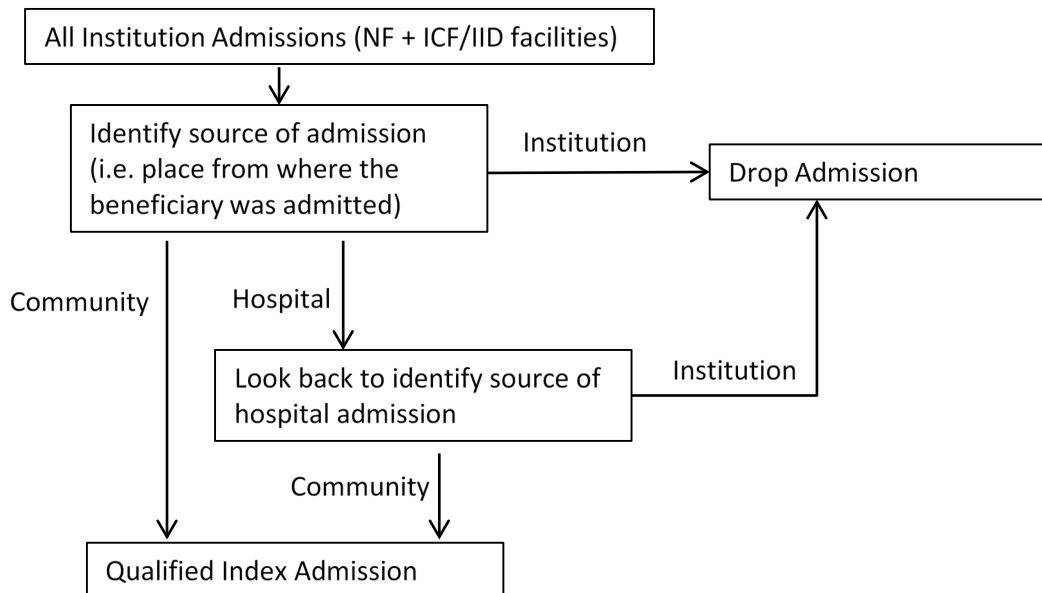 All Institution Admissions (NF + ICF/IID facilities)
Identify source of admission
(i.e. place from where the
beneficiary was admitted)
Institution
Drop Admission
Community
Hospital
Look back to identify source of
hospital admission
Institution
Community
Qualified Index Admission